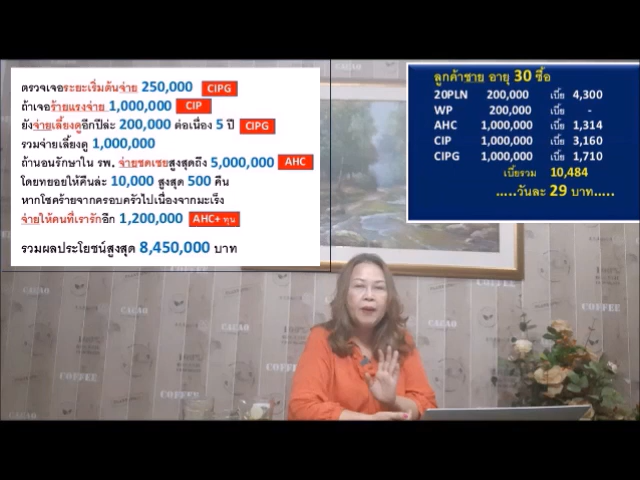 ตรวจเจอระยะเริ่มต้นจ่าย 250,000 CIPG
ถ้าเจอร้ายแรงจ่าย 1,000,000 CIP
ยังจ่ายเลี้ยงดูอีกปีละ 200,000 ต่อเนื่อง 5 ปี CIPG
รวมจ่ายเลี้ยงดู 1,000,000
ถ้านอนรักษาใน รพ. จ่ายชดเชยสูงสุดถึง 5,000,000 AHC
โดยทยอยให้คืนละ 10,000 สูงสุด 500 คืน
หากโชคร้ายจากครอบครัวไปเนื่องจากมะเร็ง
จ่ายให้คนที่เรารักอีก 1,200,000 AHC+ ทุน
รวมผลประโยชน์สูงสุด 8,450,000 บาท
ลูกค้าชาย อายุ 30 ซื้อ
20PLN 200,000 เบี้ย 4,300
WP 200,000 เบี้ย -
AHC 1,000,000 เบี้ย 1,314
CIP 1,000,000 เบี้ย 3,160
CIPG 1,000,000 เบี้ย 1,710
เบี้ยรวม 10,484
.....วันละ 29 บาท.....
CACAO
COFFEE
CACAO
COFFEE
COFFEE